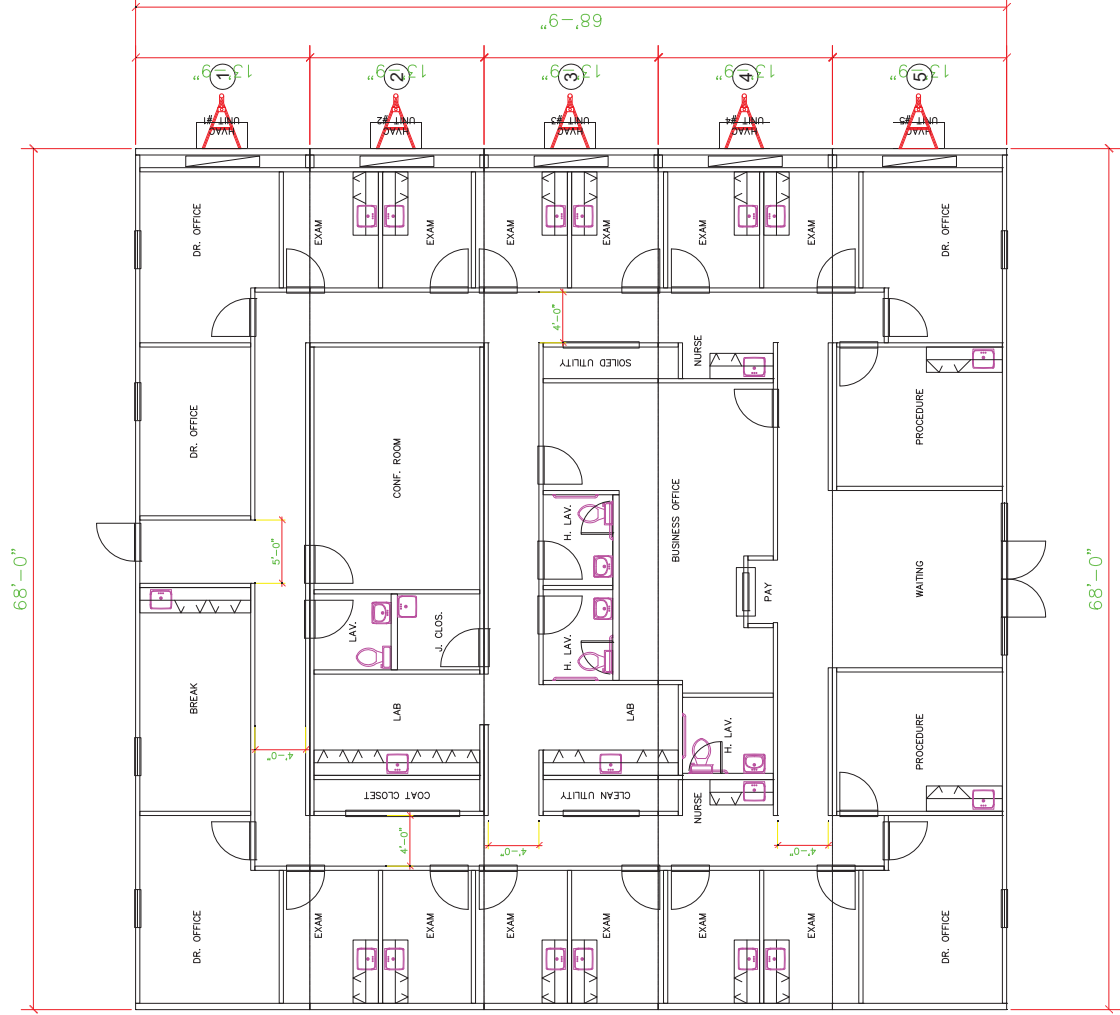 68'-9"
13'-9"
13'-9"
13'-9"
13'-9"
13'-9"
1
2
3
4
5
HVAC
UNIT #1
HVAC
UNIT #2
HVAC
UNIT #3
HVAC
UNIT #4
HVAC
UNIT #5
DR. OFFICE
EXAM
EXAM
EXAM
EXAM
EXAM
EXAM
DR. OFFICE
4'-0"
SOILED UTILITY
NURSE
DR. OFFICE
CONF. ROOM
PROCEDURE
5'-0"
H. LAV.
BUSINESS OFFICE
68'-0"
WAITING
68'-0"
LAV.
J. CLOS.
H. LAV.
PAY
BREAK
LAB
LAB
H. LAV.
PROCEDURE
4'-0"
COAT CLOSET
CLEAN UTILITY
NURSE
4'-0"
4'-0"
4'-0"
DR. OFFICE
EXAM
EXAM
EXAM
EXAM
EXAM
EXAM
DR. OFFICE